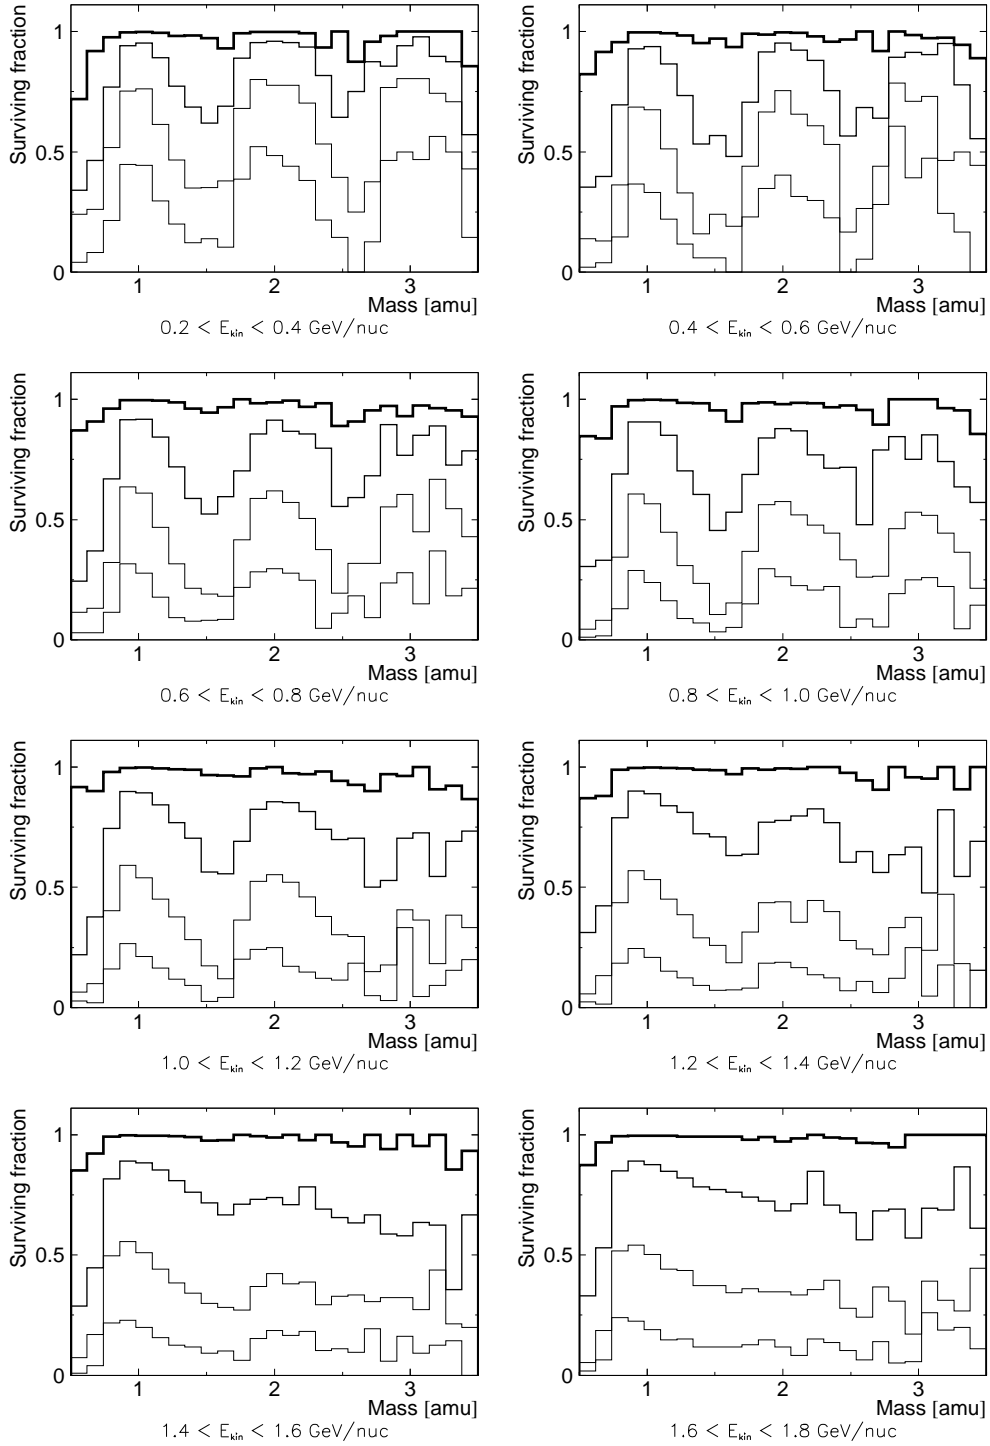 Surviving fraction
1
0.5
0
1 2 3
Mass [amu]
0.2 < E_kin < 0.4 GeV/nuc
Surviving fraction
1
0.5
0
1 2 3
Mass [amu]
0.4 < E_kin < 0.6 GeV/nuc
Surviving fraction
1
0.5
0
1 2 3
Mass [amu]
0.6 < E_kin < 0.8 GeV/nuc
Surviving fraction
1
0.5
0
1 2 3
Mass [amu]
0.8 < E_kin < 1.0 GeV/nuc
Surviving fraction
1
0.5
0
1 2 3
Mass [amu]
1.0 < E_kin < 1.2 GeV/nuc
Surviving fraction
1
0.5
0
1 2 3
Mass [amu]
1.2 < E_kin < 1.4 GeV/nuc
Surviving fraction
1
0.5
0
1 2 3
Mass [amu]
1.4 < E_kin < 1.6 GeV/nuc
Surviving fraction
1
0.5
0
1 2 3
Mass [amu]
1.6 < E_kin < 1.8 GeV/nuc